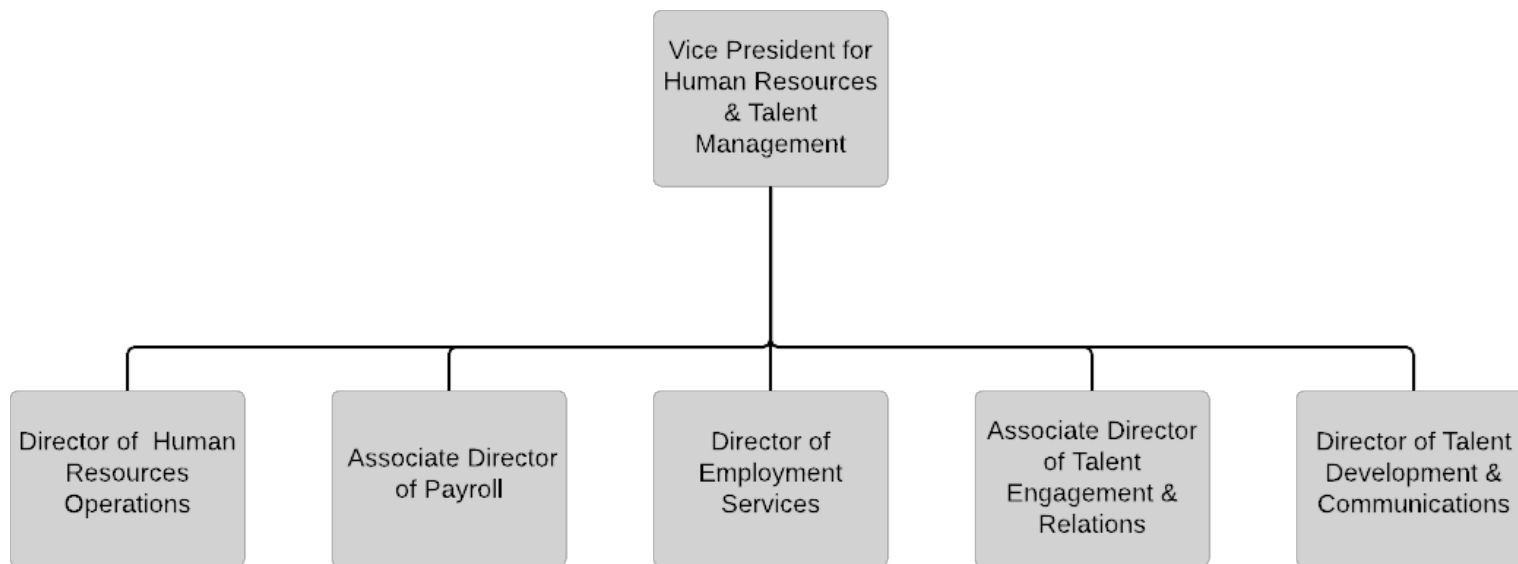 Vice President for
Human Resources
& Talent
Management
Director of  Human
Resources
Operations
Associate Director
of Payroll
Director of
Employment
Services
Associate Director
of Talent
Engagement &
Relations
Director of Talent
Development &
Communications